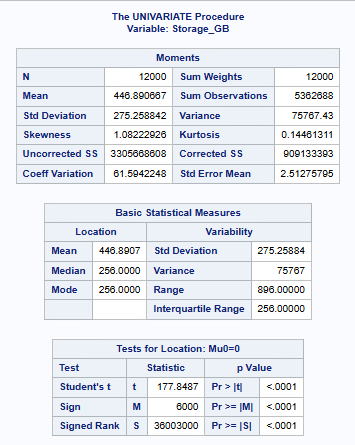 The UNIVARIATE Procedure
Variable: Storage_GB
Moments
N 12000 Sum Weights 12000
Mean 446.890667 Sum Observations 5362688
Std Deviation 275.258842 Variance 75767.43
Skewness 1.08222926 Kurtosis 0.14461311
Uncorrected SS 3305668608 Corrected SS 909133393
Coeff Variation 61.5942248 Std Error Mean 2.51275795
Basic Statistical Measures
Location Variability
Mean 446.8907 Std Deviation 275.25884
Median 256.0000 Variance 75767
Mode 256.0000 Range 896.00000
Interquartile Range 256.00000
Tests for Location: Mu0=0
Test Statistic p Value
Student's t t 177.8487 Pr > |t| <.0001
Sign M 6000 Pr >= |M| <.0001
Signed Rank S 36003000 Pr >= |S| <.0001